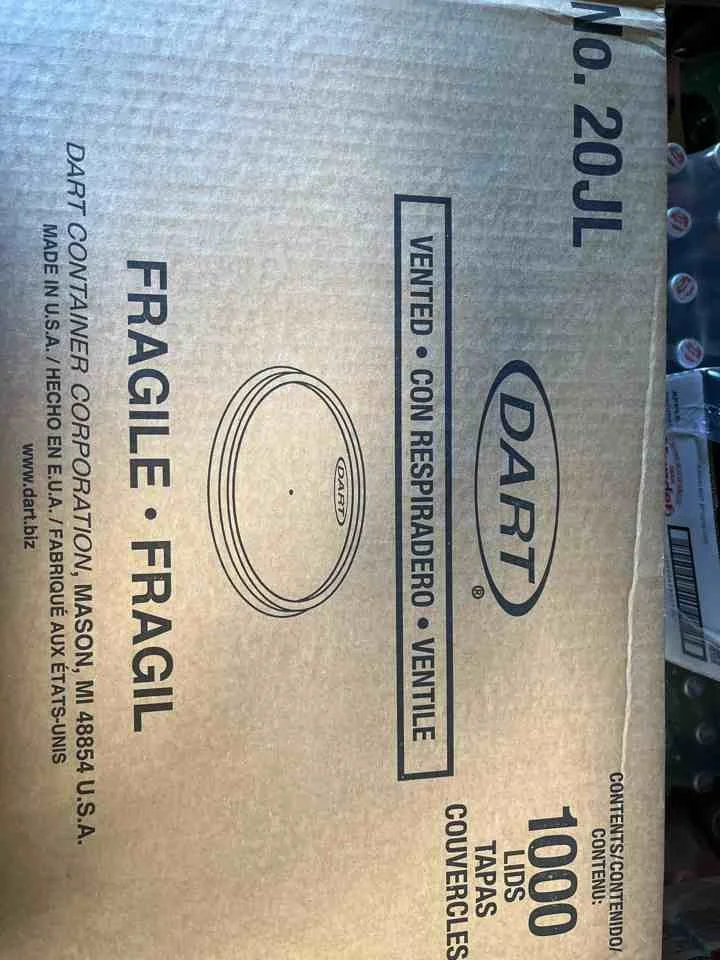 No. 20JL
DART®
CONTENTS/CONTENIDO/
CONTENU:
1000
LIDS
TAPAS
COUVERCLES
VENTED • CON RESPIRADERO • VENTILE
DART
FRAGILE • FRAGIL
DART CONTAINER CORPORATION, MASON, MI 48854 U.S.A.
MADE IN U.S.A. / HECHO EN E.U.A. / FABRIQUÉ AUX ÉTATS-UNIS
www.dart.biz